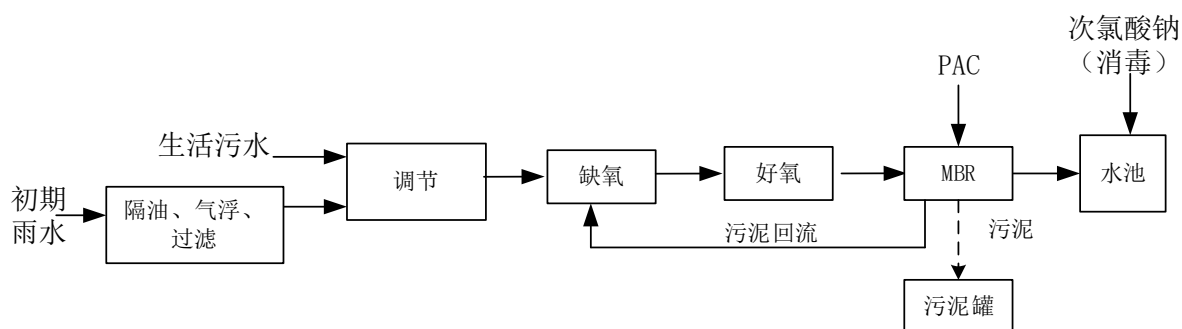 次氯酸钠
（消毒）
PAC
生活污水
调节
缺氧
好氧
MBR
水池
初期
雨水
隔油、气浮、
过滤
污泥回流
污泥
污泥罐